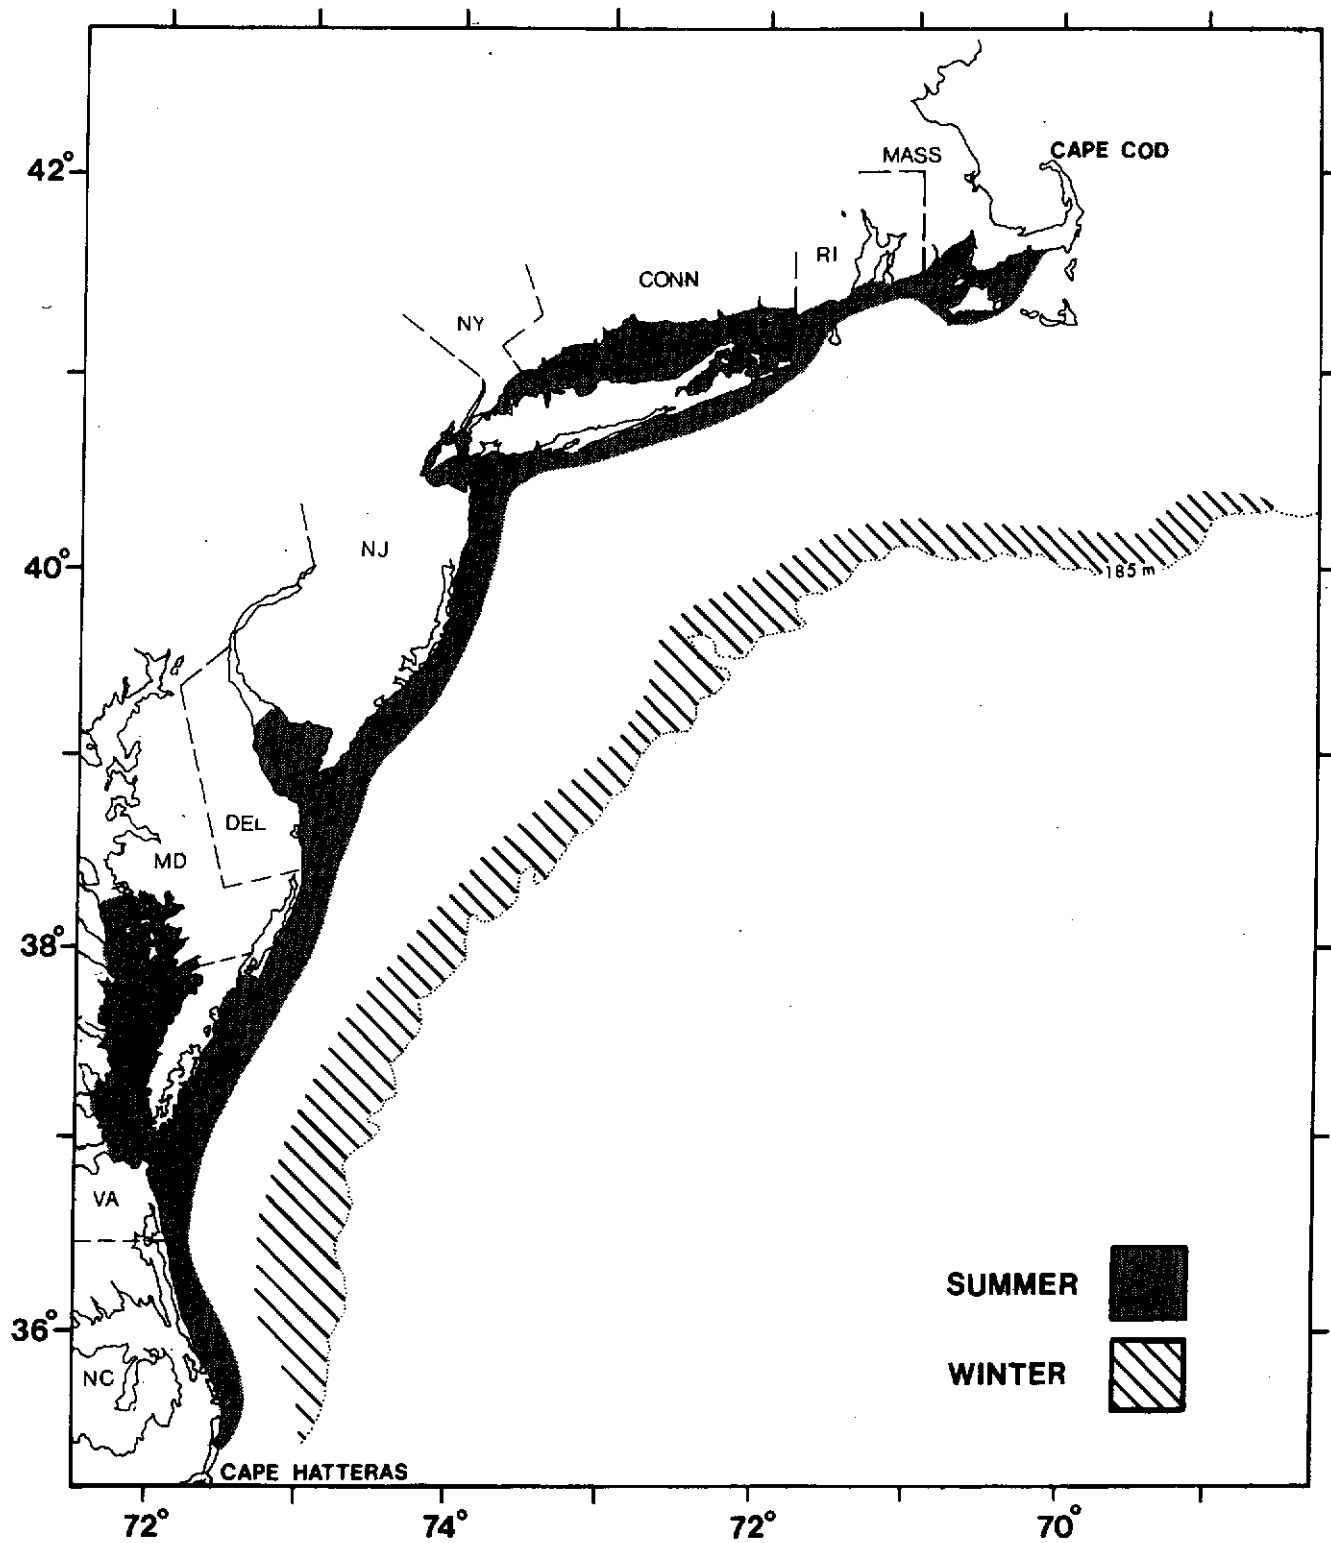 MASS
CAPE COD
42°
RI
CONN
NY
NJ
40°
185 m
DEL
MD
38°
VA
SUMMER
36°
WINTER
NC
CAPE HATTERAS
72° 74° 72° 70°